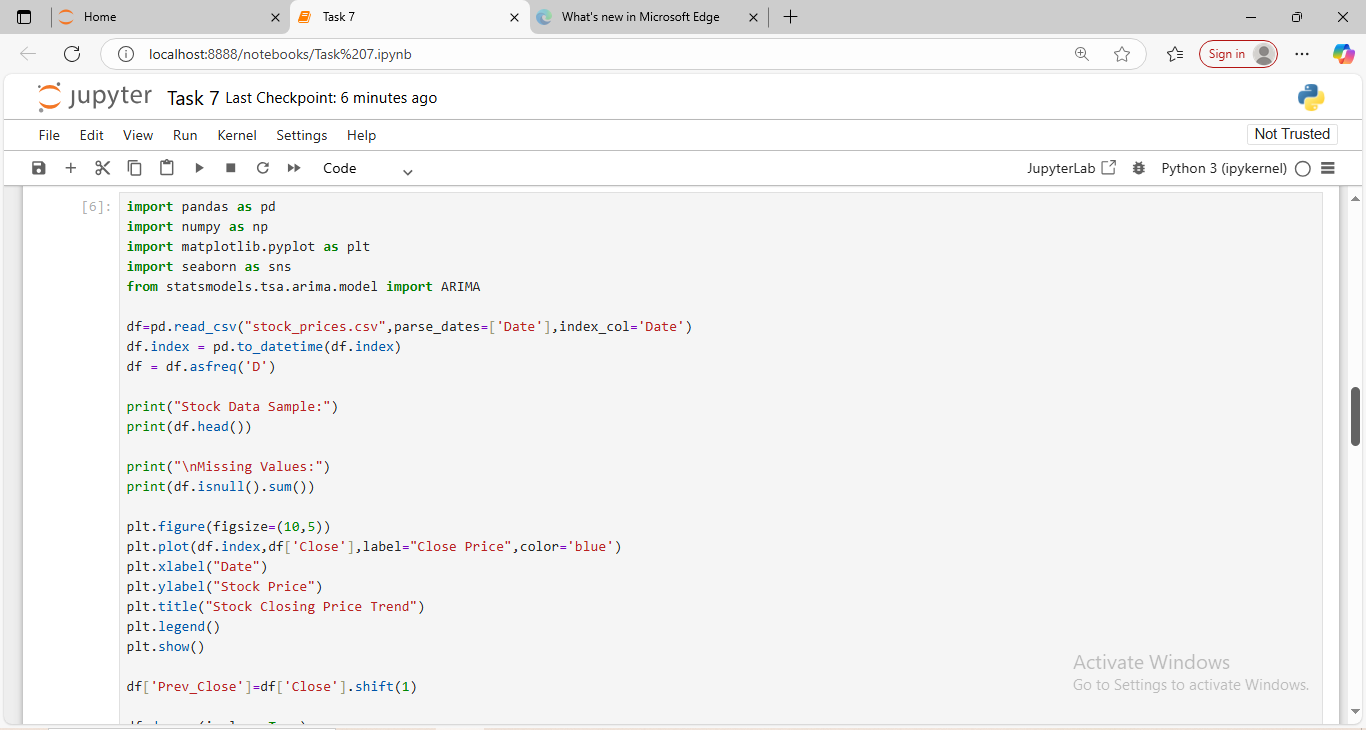 Home
Task 7
What's new in Microsoft Edge
localhost:8888/notebooks/Task%207.ipynb
Sign in
jupyter Task 7 Last Checkpoint: 6 minutes ago
File Edit View Run Kernel Settings Help
Not Trusted
Code
JupyterLab
Python 3 (ipykernel)
[6]:
import pandas as pd
import numpy as np
import matplotlib.pyplot as plt
import seaborn as sns
from statsmodels.tsa.arima.model import ARIMA
df=pd.read_csv("stock_prices.csv",parse_dates=['Date'],index_col='Date')
df.index = pd.to_datetime(df.index)
df = df.asfreq('D')
print("Stock Data Sample:")
print(df.head())
print("\nMissing Values:")
print(df.isnull().sum())
plt.figure(figsize=(10,5))
plt.plot(df.index,df['Close'],label="Close Price",color='blue')
plt.xlabel("Date")
plt.ylabel("Stock Price")
plt.title("Stock Closing Price Trend")
plt.legend()
plt.show()
df['Prev_Close']=df['Close'].shift(1)
Activate Windows
Go to Settings to activate Windows.